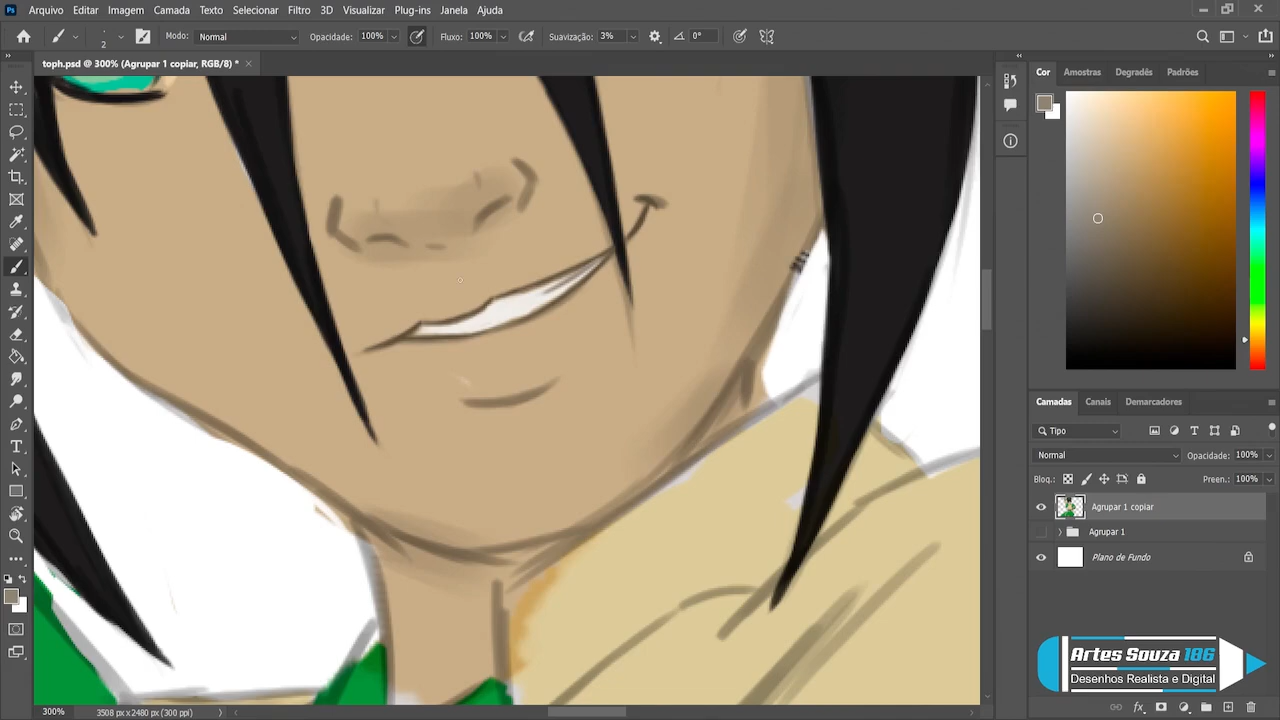 Arquivo Editar Imagem Camada Texto Selecionar Filtro 3D Visualizar Plug-ins Janela Ajuda
2 Modo: Normal Opacidade: 100% Fluxo: 100% Suavização: 3% 0°
toph.psd @ 300% (Agrupar 1 copiar, RGB/8) *
Cor Amostras Degradês Padrões
Camadas Canais Demarcadores
Tipo
Normal Opacidade: 100%
Bloq.: Preen.: 100%
Agrupar 1 copiar
Agrupar 1
Plano de Fundo
Artes Souza 186
Desenhos Realista e Digital
300% 3508 px x 2480 px (300 ppi)